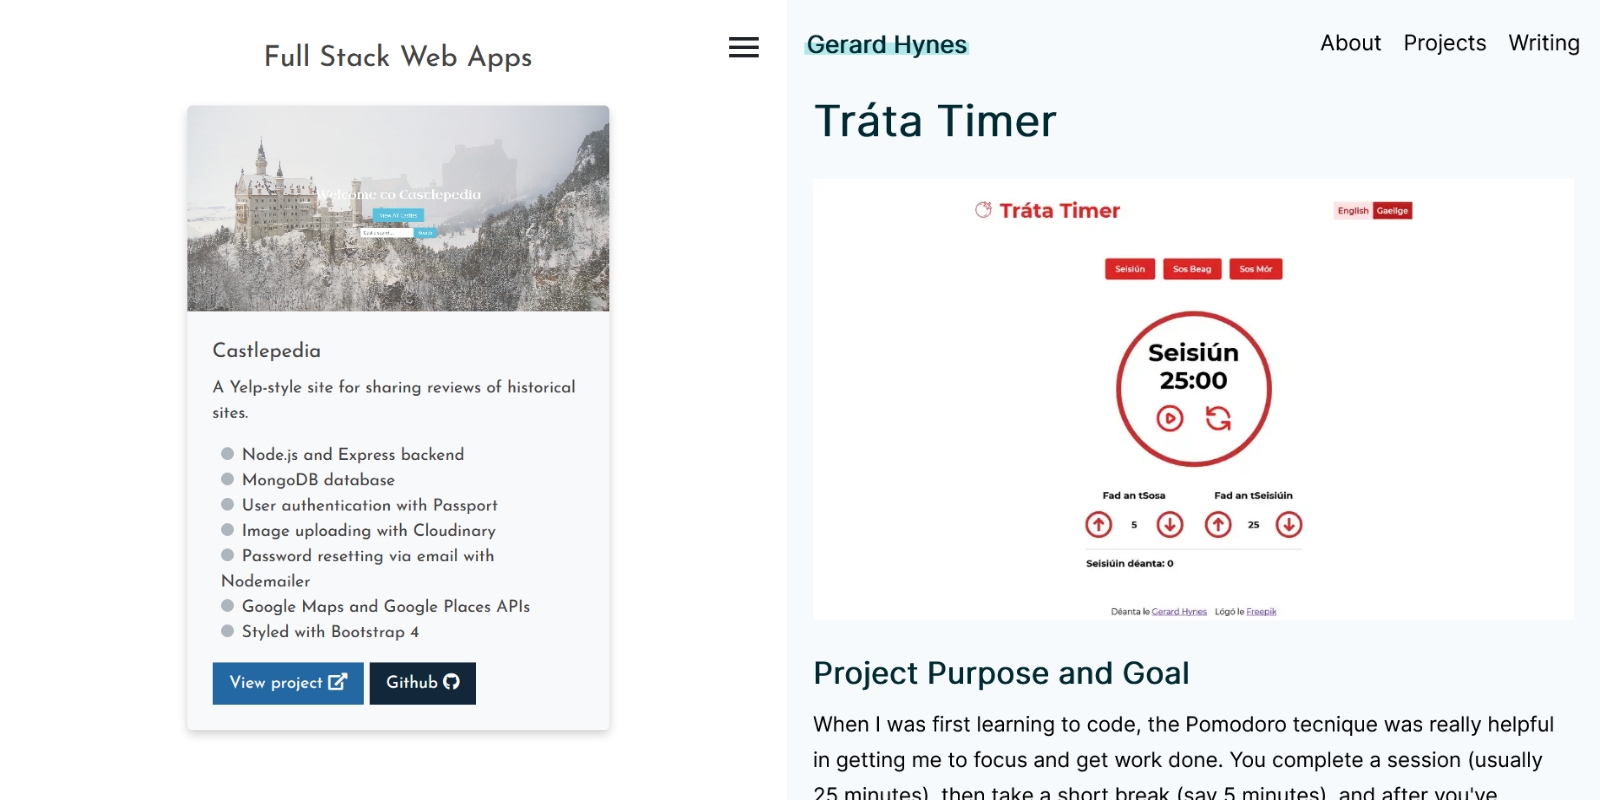 Full Stack Web Apps
Welcome to Castlepedia
View All Castles
Search
Castlepedia
A Yelp-style site for sharing reviews of historical
sites.
Node.js and Express backend
MongoDB database
User authentication with Passport
Image uploading with Cloudinary
Password resetting via email with
Nodemailer
Google Maps and Google Places APIs
Styled with Bootstrap 4
View project
Github
Gerard Hynes
About Projects Writing
Tráta Timer
Tráta Timer
English Gaeilge
Seisiún Sos Beag Sos Mór
Seisiún
25:00
Fad an tSosa Fad an tSeisiúin
5 25
Seisiúin déanta: 0
Déanta le Gerard Hynes Lógó le Freepik
Project Purpose and Goal
When I was first learning to code, the Pomodoro tecnique was really helpful
in getting me to focus and get work done. You complete a session (usually
25 minutes), then take a short break (say 5 minutes), and after you've